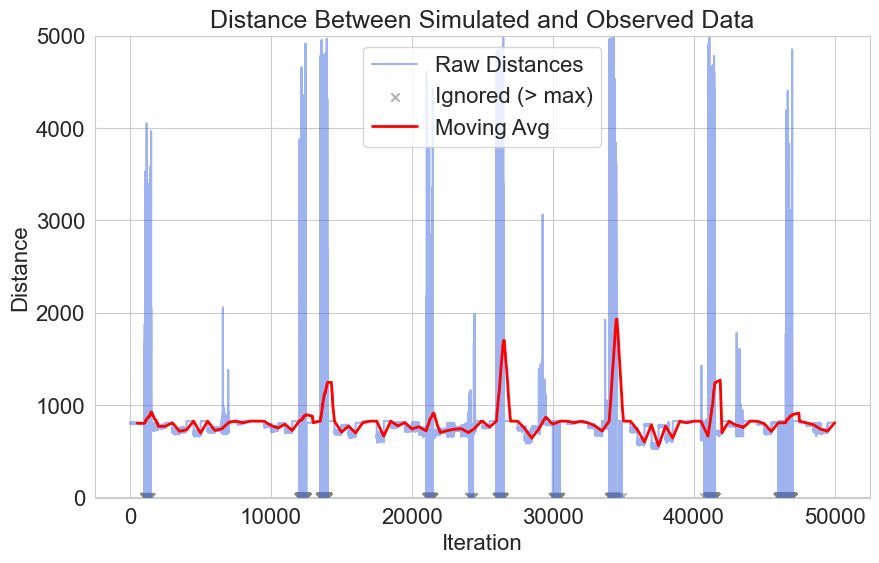 Distance Between Simulated and Observed Data
5000
4000
3000
2000
1000
0
Distance
Raw Distances
Ignored (> max)
Moving Avg
0 10000 20000 30000 40000 50000
Iteration